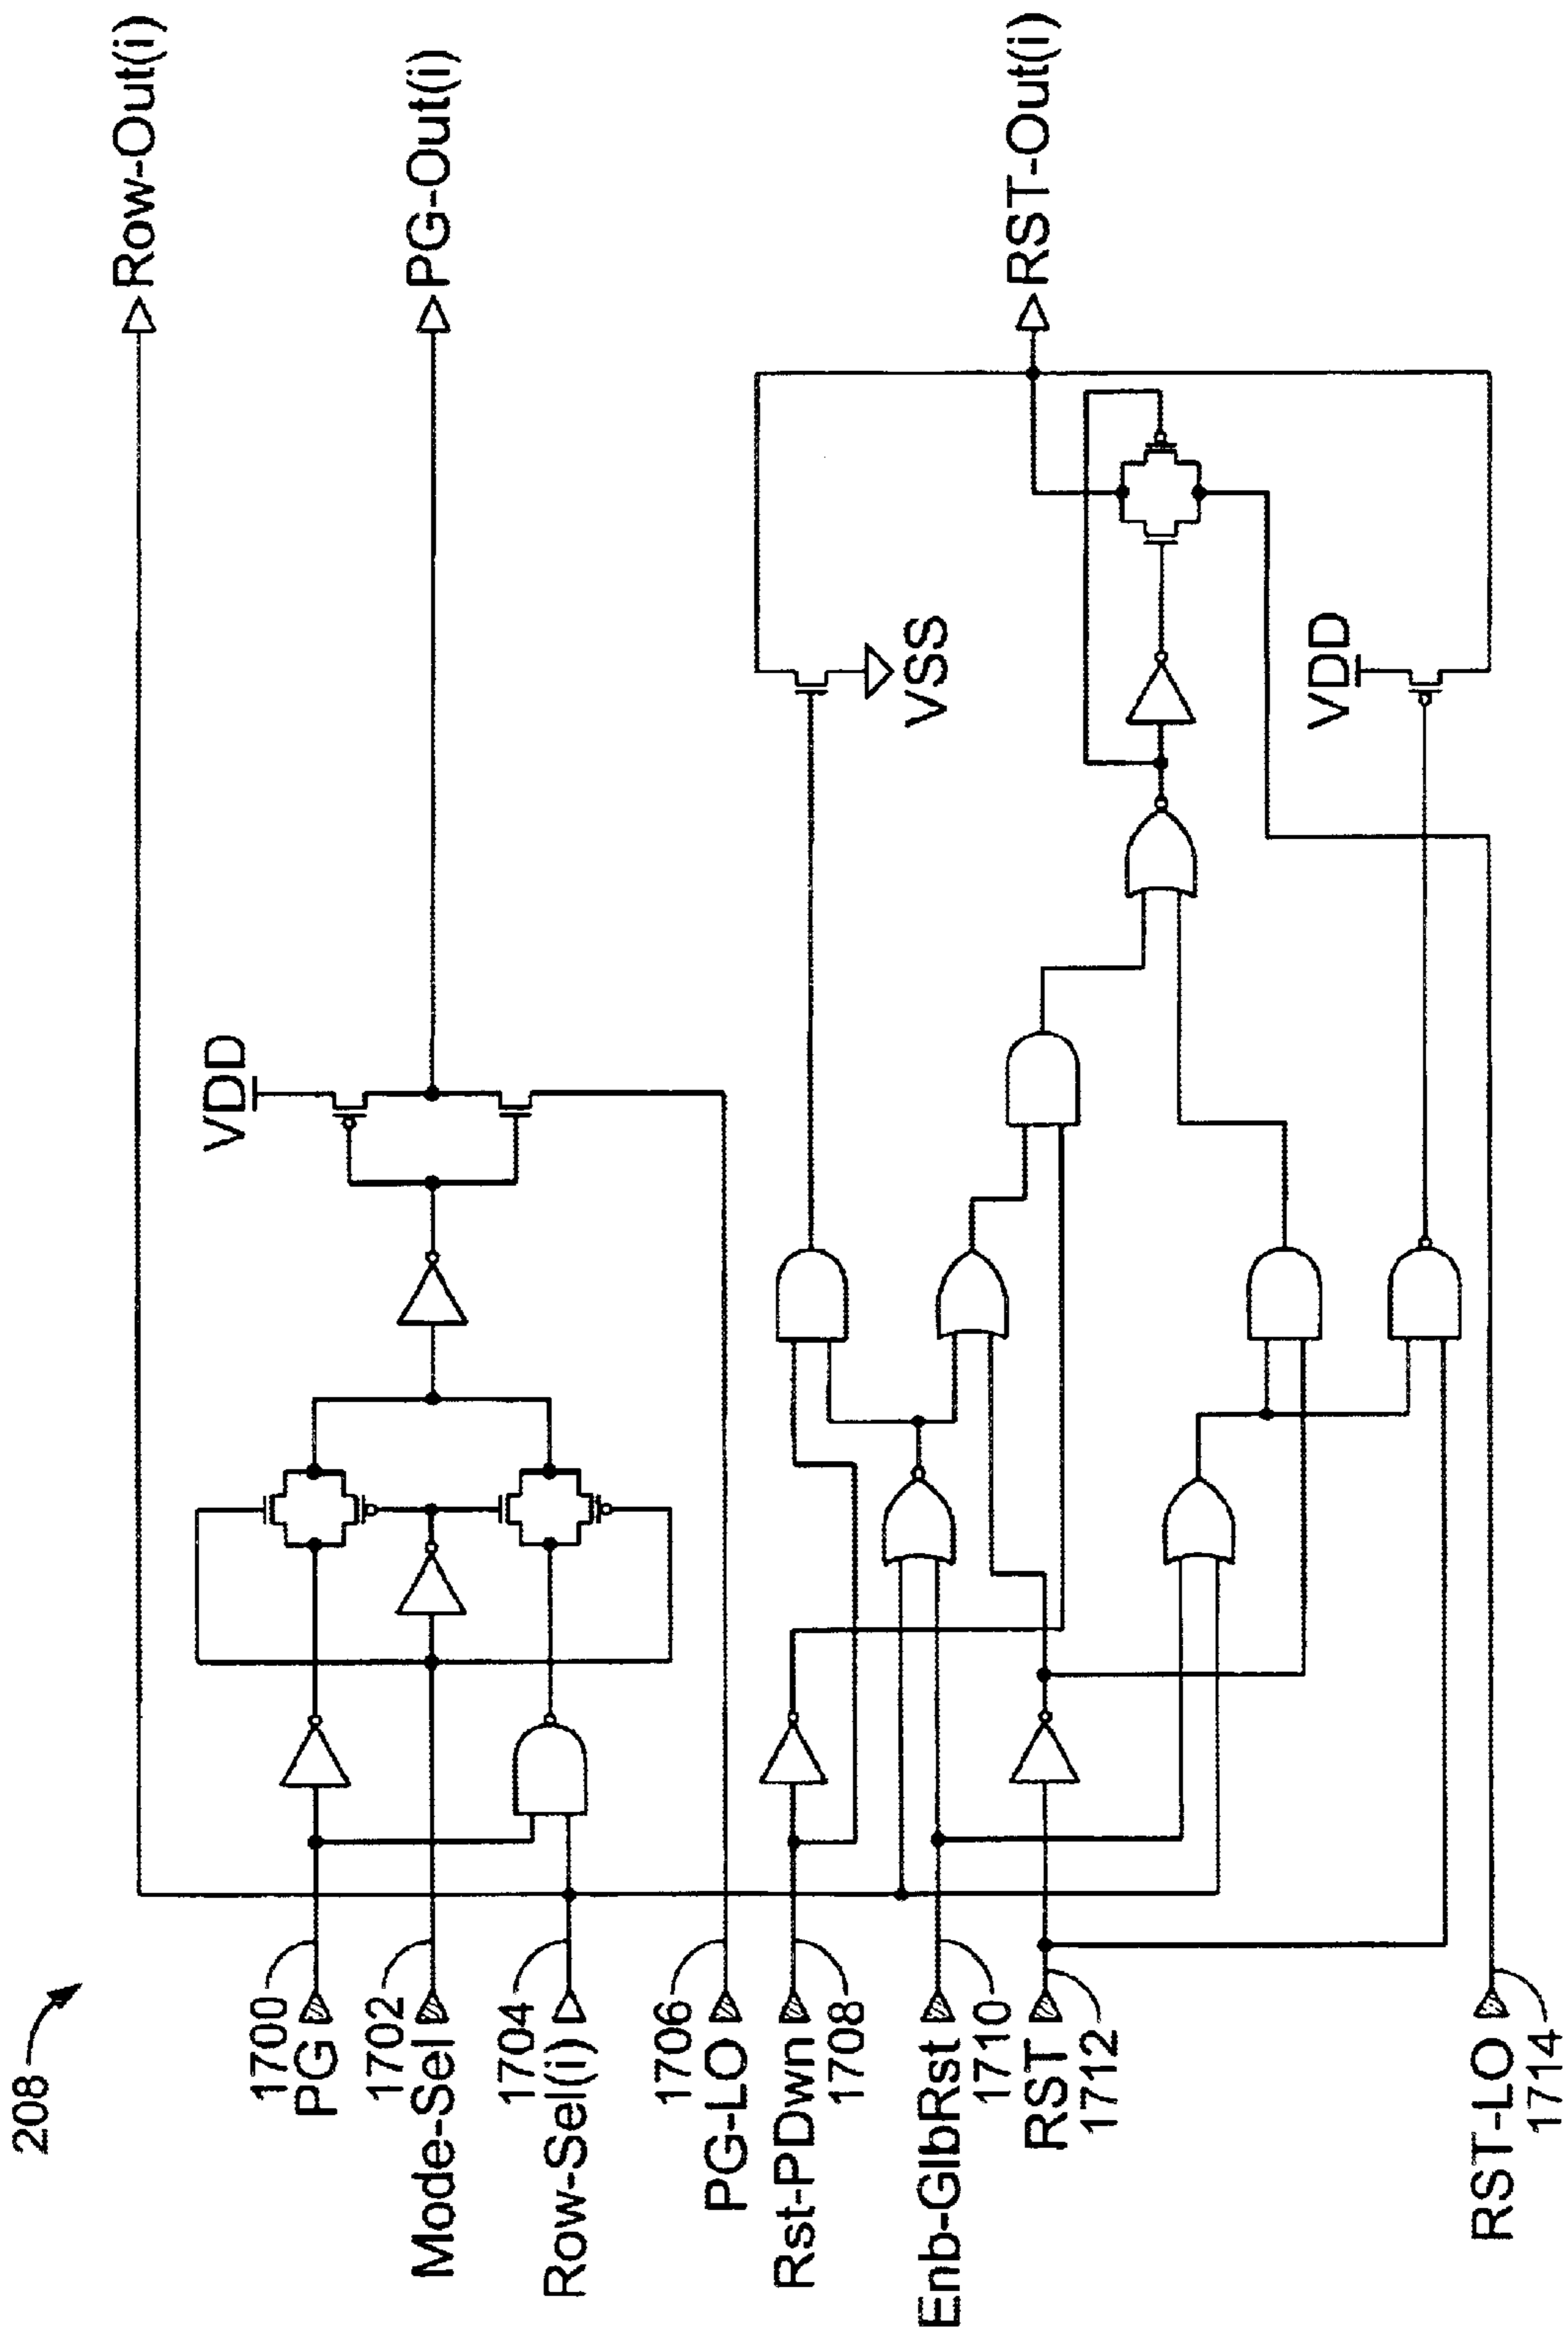 208
1700
PG
1702
Mode-Sel
1704
Row-Sel(i)
1706
PG-LO
Rst-PDwn
1708
Enb-GlbRst
1710
RST
1712
RST-LO
1714
VDD
VSS
VDD
Row-Out(i)
PG-Out(i)
RST-Out(i)